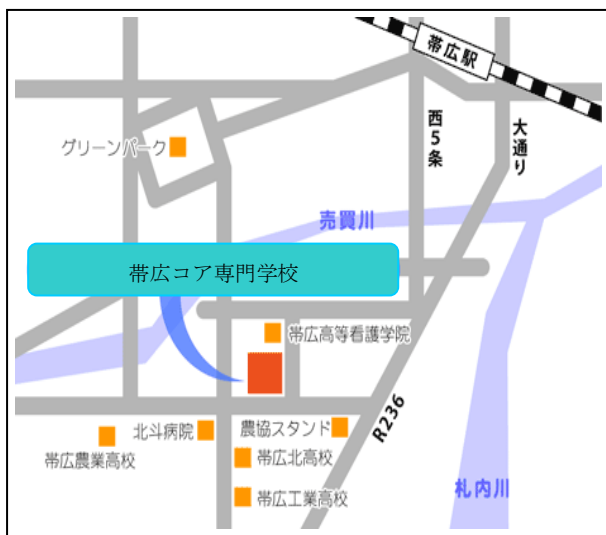 帯広駅
西5条
大通り
グリーンパーク
売買川
帯広コア専門学校
帯広高等看護学院
R236
北斗病院
農協スタンド
帯広農業高校
帯広北高校
札内川
帯広工業高校